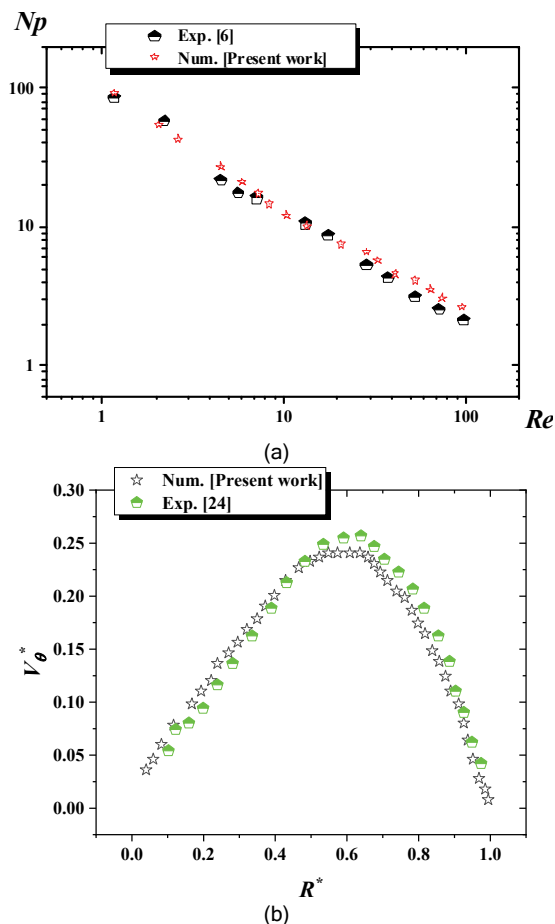 Np
Exp. [6]
Num. [Present work]
100
10
1
1
10
100
Re
(a)
Num. [Present work]
Exp. [24]
0.30
0.25
0.20
0.15
0.10
0.05
0.00
V*θ
0.0
0.2
0.4
0.6
0.8
1.0
R*
(b)